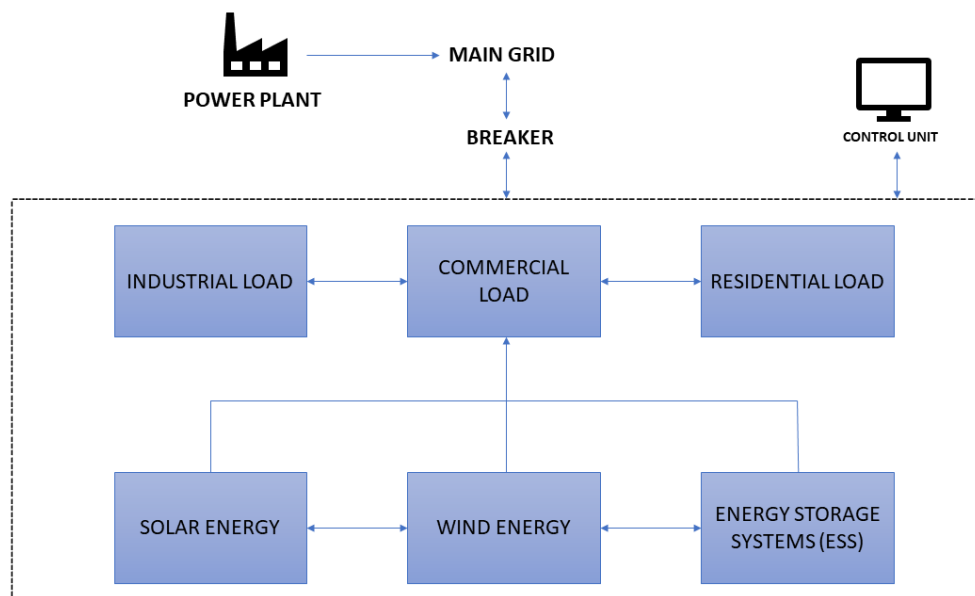 MAIN GRID
POWER PLANT
BREAKER
CONTROL UNIT
INDUSTRIAL LOAD
COMMERCIAL
LOAD
RESIDENTIAL LOAD
SOLAR ENERGY
WIND ENERGY
ENERGY STORAGE
SYSTEMS (ESS)